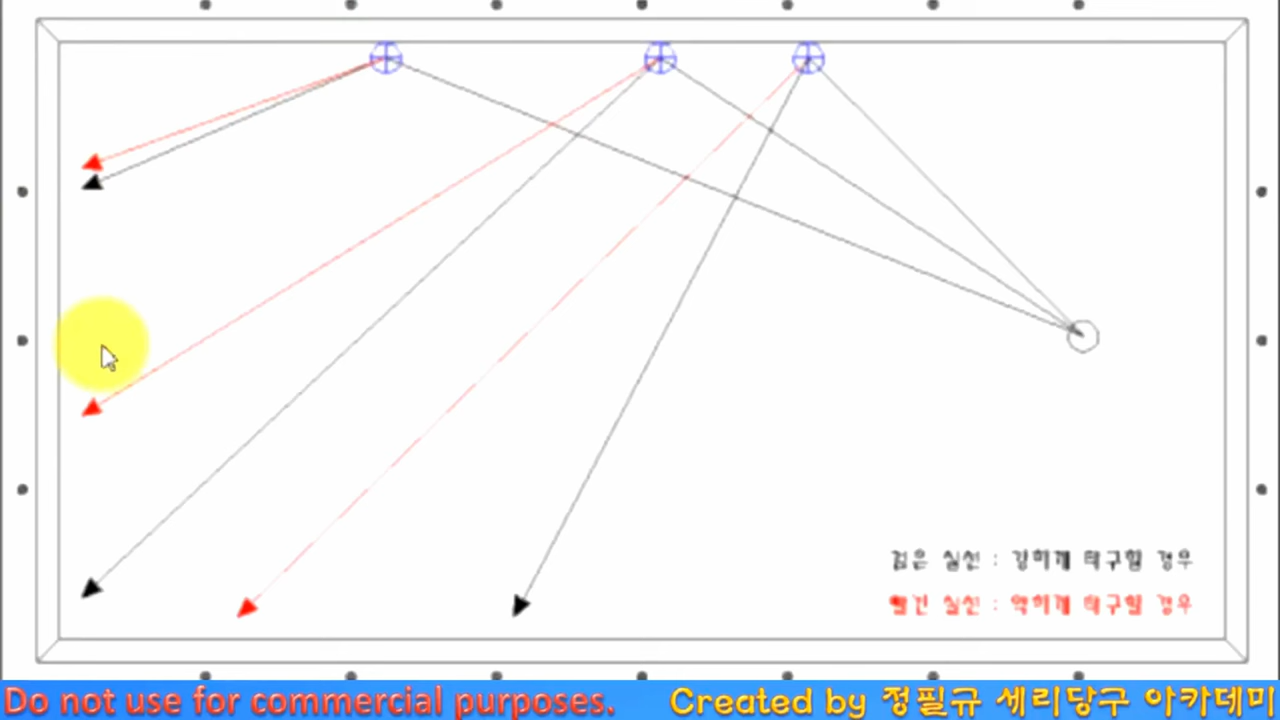 검은 실선 : 강하게 타구할 경우
빨간 실선 : 약하게 타구할 경우
Do not use for commercial purposes. Created by 정필규 세리당구 아카데미